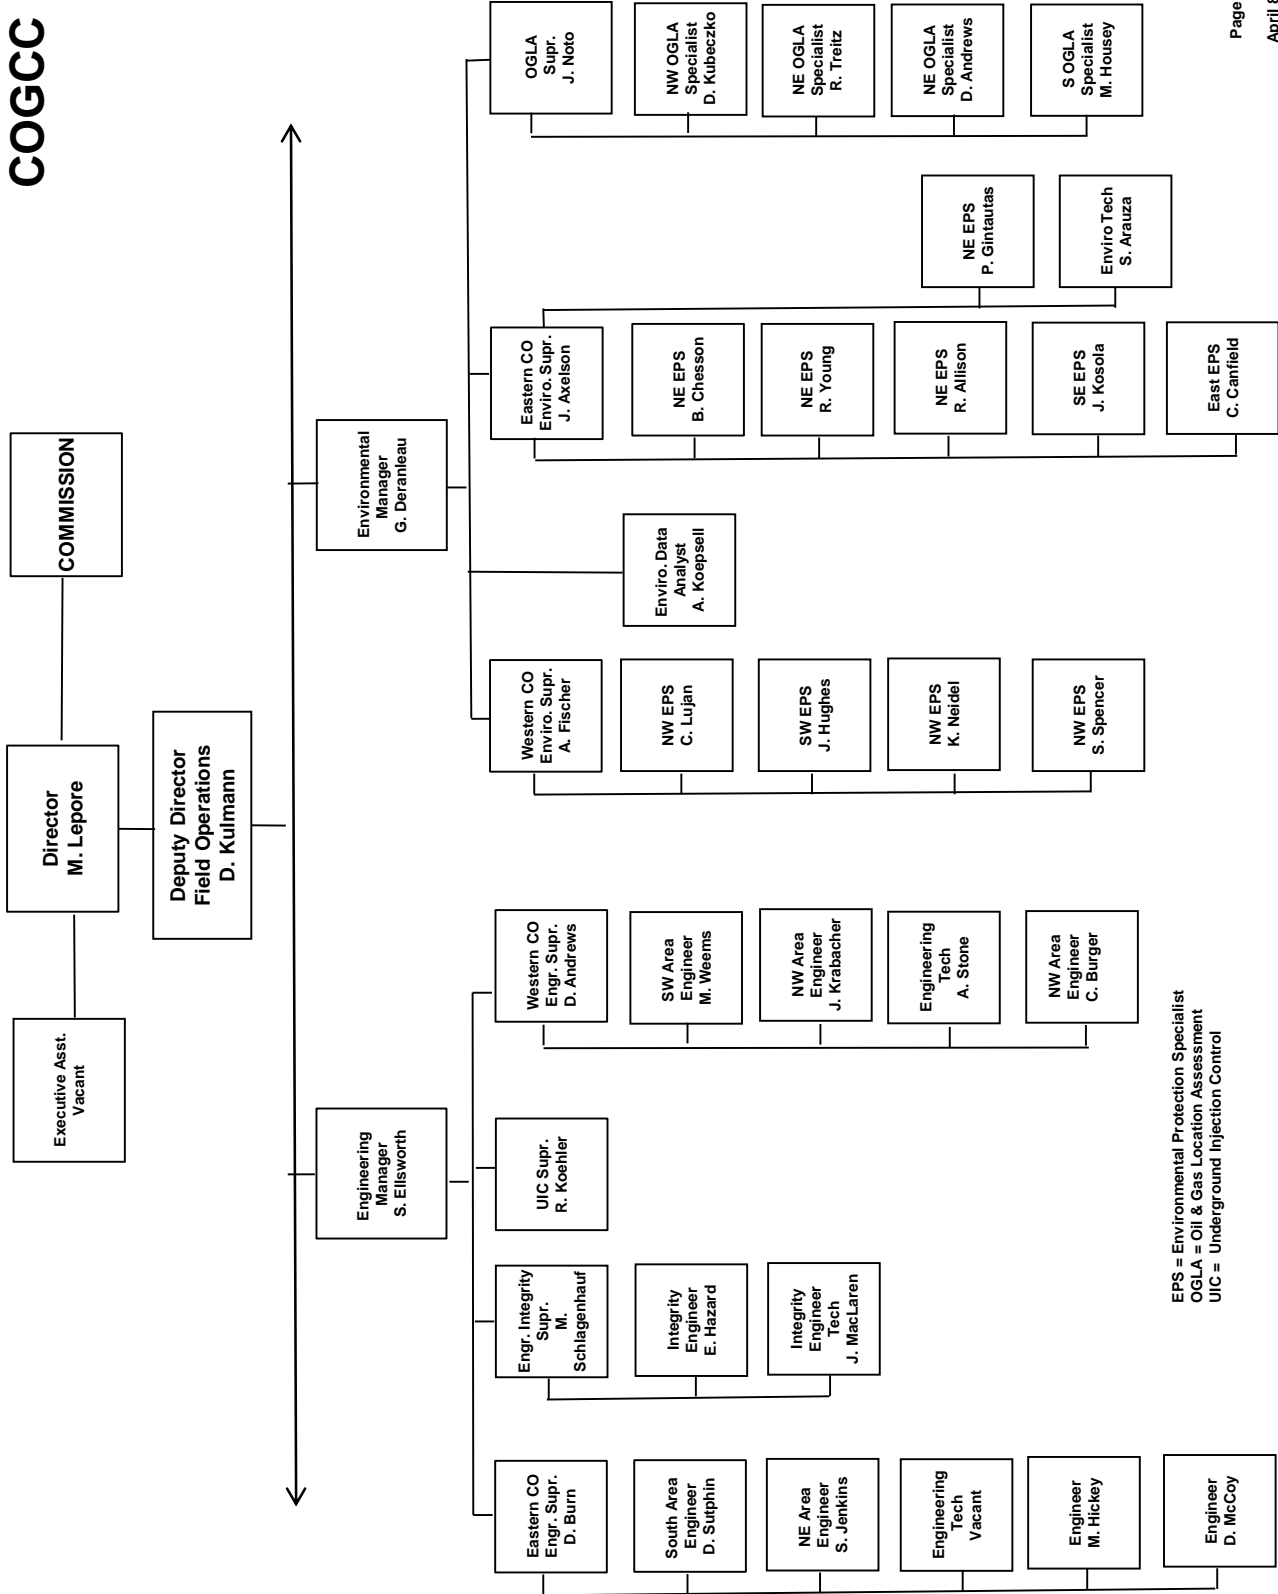 COGCC
COMMISSION
Director
M. Lepore
Executive Asst.
Vacant
Deputy Director
Field Operations
D. Kulmann
Engineering
Manager
S. Ellsworth
Environmental
Manager
G. Deranleau
Eastern CO
Engr. Supr.
D. Burn
South Area
Engineer
D. Sutphin
NE Area
Engineer
S. Jenkins
Engineering
Tech
Vacant
Engineer
M. Hickey
Engineer
D. McCoy
Engr. Integrity
Supr.
M.
Schlagenhauf
Integrity
Engineer
E. Hazard
Integrity
Engineer
Tech
J. MacLaren
UIC Supr.
R. Koehler
Western CO
Engr. Supr.
D. Andrews
SW Area
Engineer
M. Weems
NW Area
Engineer
J. Krabacher
Engineering
Tech
A. Stone
NW Area
Engineer
C. Burger
Western CO
Enviro. Supr.
A. Fischer
NW EPS
C. Lujan
SW EPS
J. Hughes
NW EPS
K. Neidel
NW EPS
S. Spencer
Enviro. Data
Analyst
A. Koepsell
Eastern CO
Enviro. Supr.
J. Axelson
NE EPS
B. Chesson
NE EPS
R. Young
NE EPS
R. Allison
SE EPS
J. Kosola
East EPS
C. Canfield
NE EPS
P. Gintautas
Enviro Tech
S. Arauza
OGLA
Supr.
J. Noto
NW OGLA
Specialist
D. Kubeczko
NE OGLA
Specialist
R. Treitz
NE OGLA
Specialist
D. Andrews
S OGLA
Specialist
M. Housey
EPS = Environmental Protection Specialist
OGLA = Oil & Gas Location Assessment
UIC = Underground Injection Control
Page
April